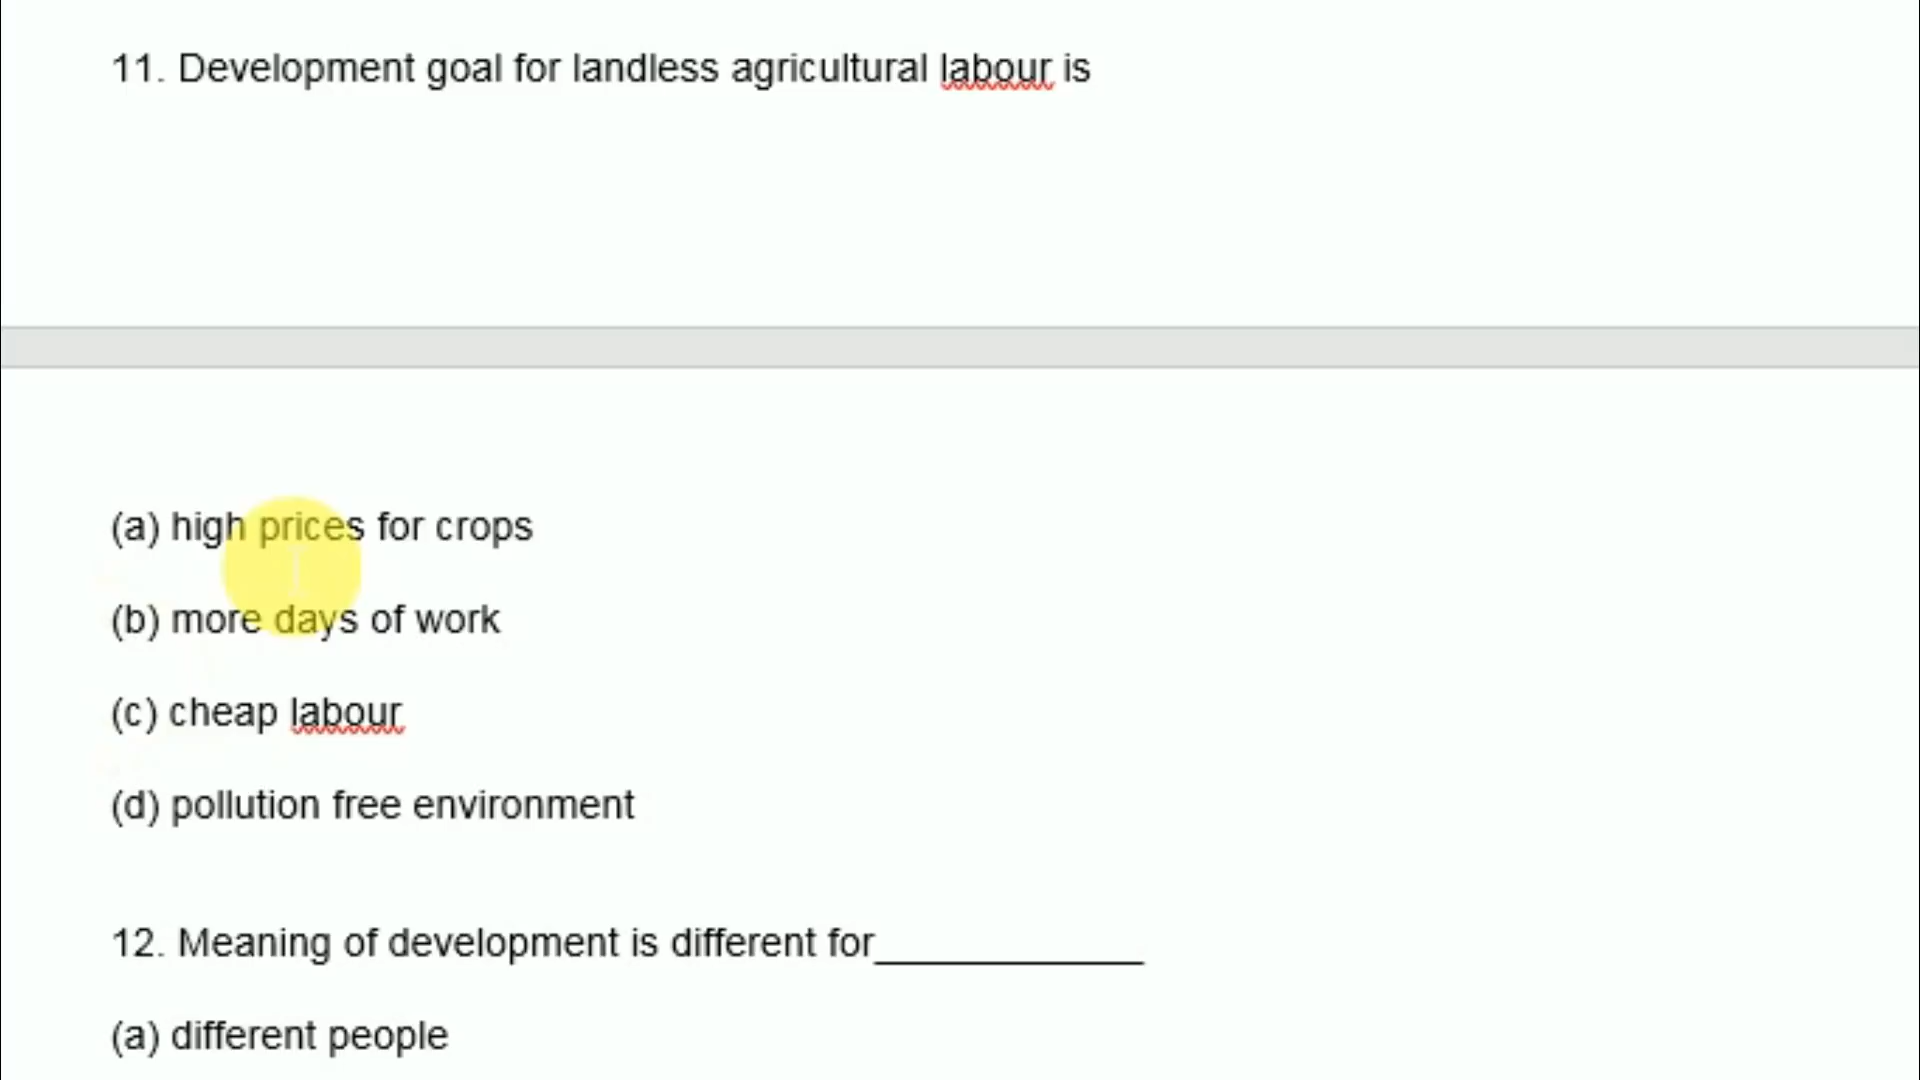 11. Development goal for landless agricultural labour is
(a) high prices for crops
(b) more days of work
(c) cheap labour
(d) pollution free environment
12. Meaning of development is different for_____________
(a) different people